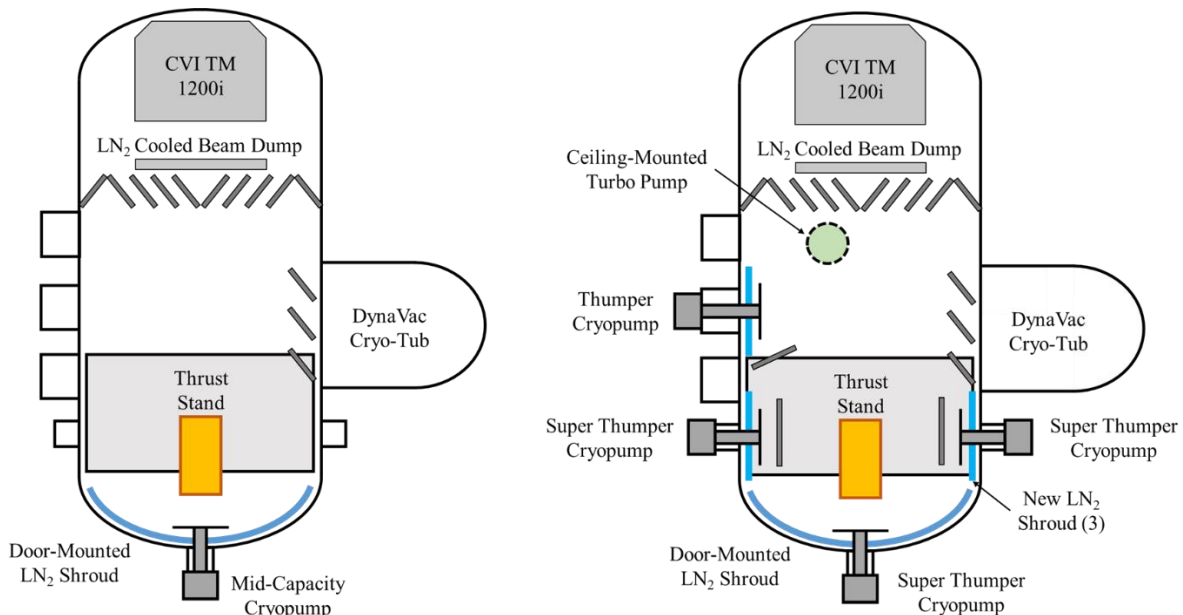 CVI TM
1200i
LN₂ Cooled Beam Dump
DynaVac
Cryo-Tub
Thrust
Stand
Door-Mounted
LN₂ Shroud
Mid-Capacity
Cryopump
CVI TM
1200i
LN₂ Cooled Beam Dump
Ceiling-Mounted
Turbo Pump
Thumper
Cryopump
DynaVac
Cryo-Tub
Thrust
Stand
Super Thumper
Cryopump
Super Thumper
Cryopump
New LN₂
Shroud (3)
Door-Mounted
LN₂ Shroud
Super Thumper
Cryopump